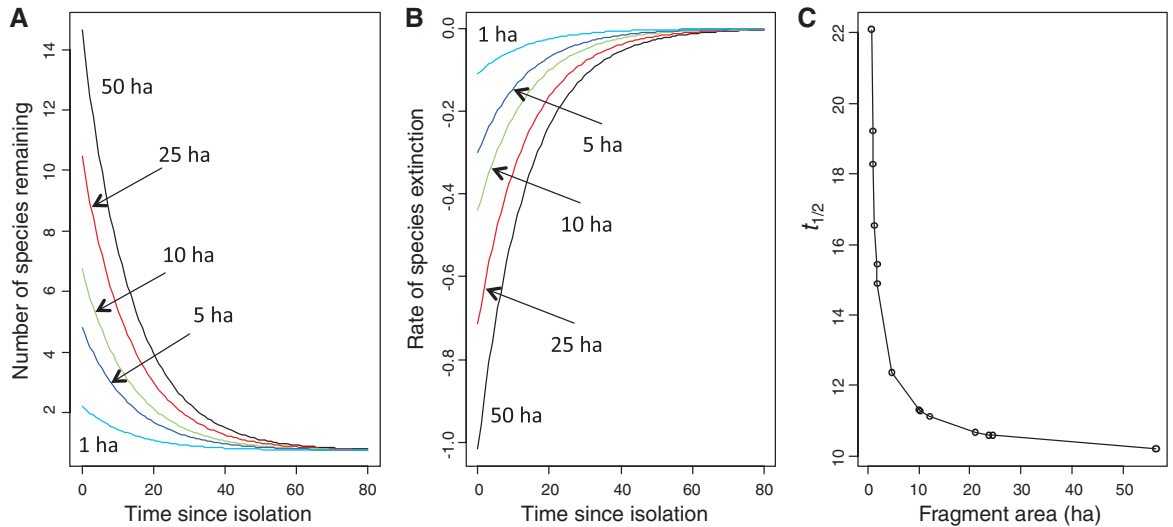 A
Number of species remaining
14
12
10
8
6
4
2
50 ha
25 ha
10 ha
5 ha
1 ha
0 20 40 60 80
Time since isolation
B
Rate of species extinction
0.0
-0.2
-0.4
-0.6
-0.8
-1.0
1 ha
5 ha
10 ha
25 ha
50 ha
0 20 40 60 80
Time since isolation
C
t1/2
22
20
18
16
14
12
10
0 10 20 30 40 50
Fragment area (ha)